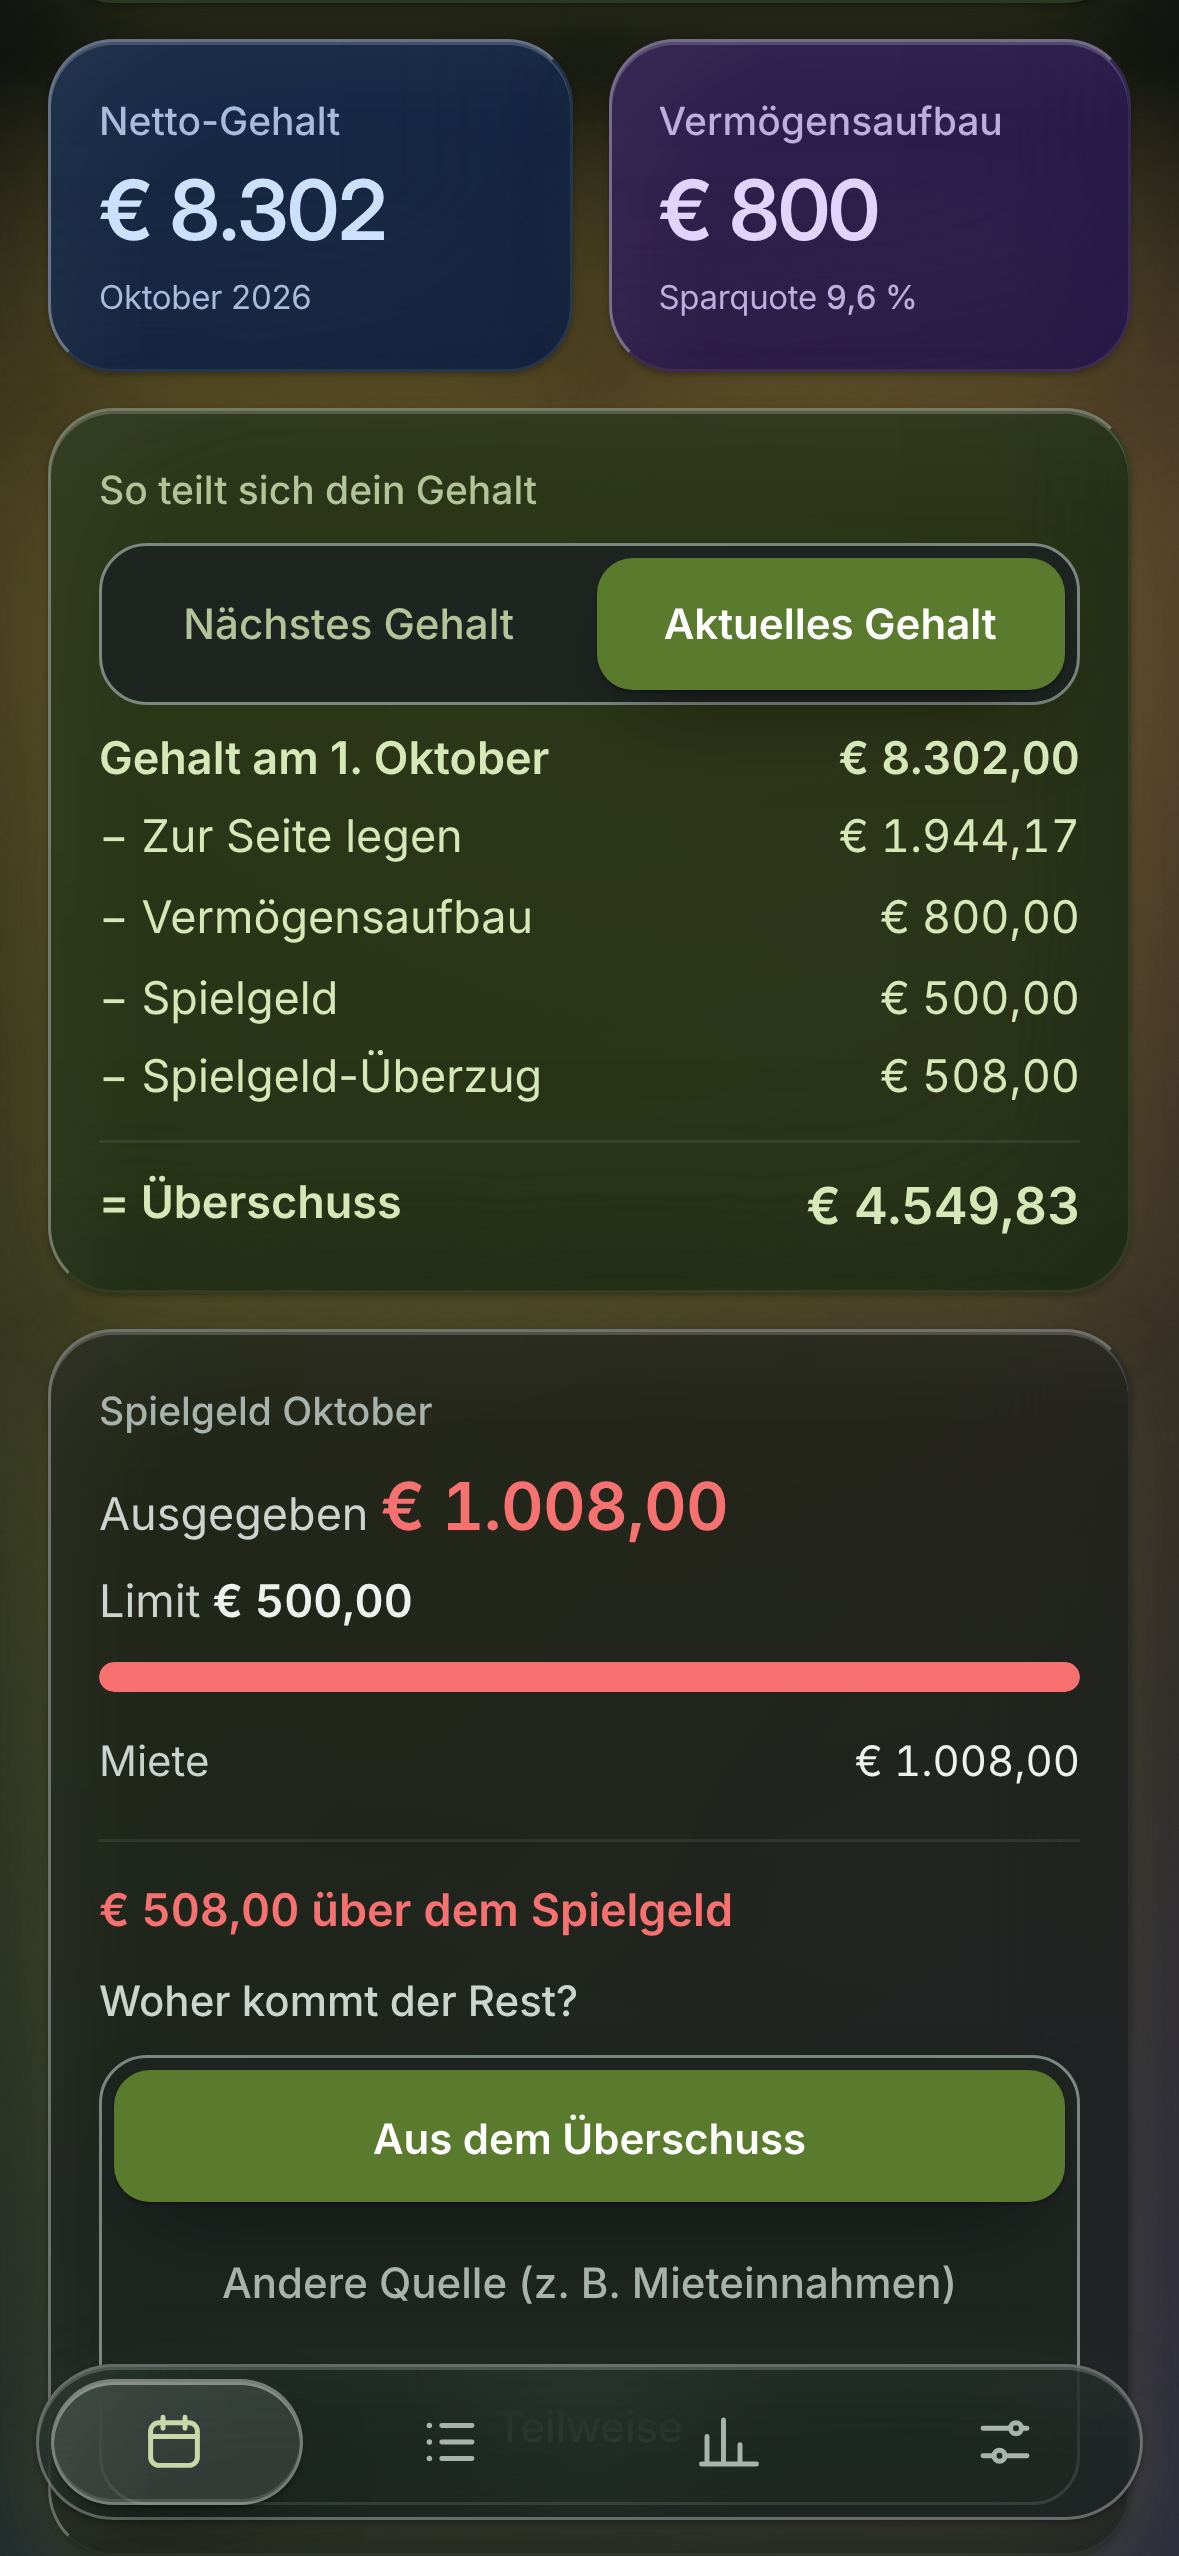 Netto-Gehalt
€ 8.302
Oktober 2026
Vermögensaufbau
€ 800
Sparquote 9,6 %
So teilt sich dein Gehalt
Nächstes Gehalt
Aktuelles Gehalt
Gehalt am 1. Oktober € 8.302,00
– Zur Seite legen € 1.944,17
– Vermögensaufbau € 800,00
– Spielgeld € 500,00
– Spielgeld-Überzug € 508,00
= Überschuss € 4.549,83
Spielgeld Oktober
Ausgegeben € 1.008,00
Limit € 500,00
Miete € 1.008,00
€ 508,00 über dem Spielgeld
Woher kommt der Rest?
Aus dem Überschuss
Andere Quelle (z. B. Mieteinnahmen)
Teilweise